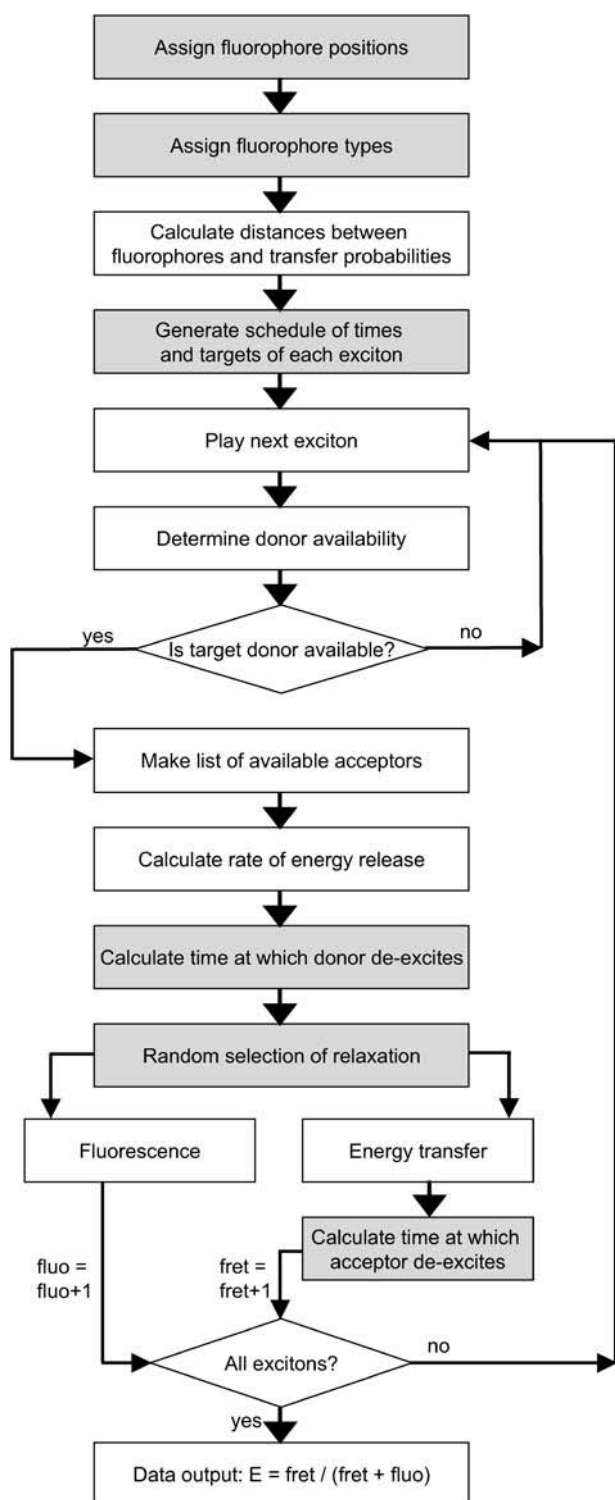 Assign fluorophore positions
Assign fluorophore types
Calculate distances between
fluorophores and transfer probabilities
Generate schedule of times
and targets of each exciton
Play next exciton
Determine donor availability
yes
Is target donor available?
no
Make list of available acceptors
Calculate rate of energy release
Calculate time at which donor de-excites
Random selection of relaxation
Fluorescence
Energy transfer
Calculate time at which
acceptor de-excites
fluo =
fluo+1
fret =
fret+1
All excitons?
no
yes
Data output: E = fret / (fret + fluo)